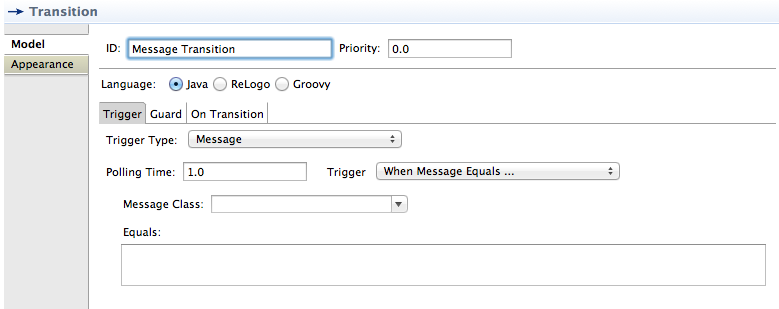 Transition
Model
Appearance
ID: Message Transition Priority: 0.0
Language: Java ReLogo Groovy
Trigger Guard On Transition
Trigger Type: Message
Polling Time: 1.0 Trigger When Message Equals ...
Message Class:
Equals: